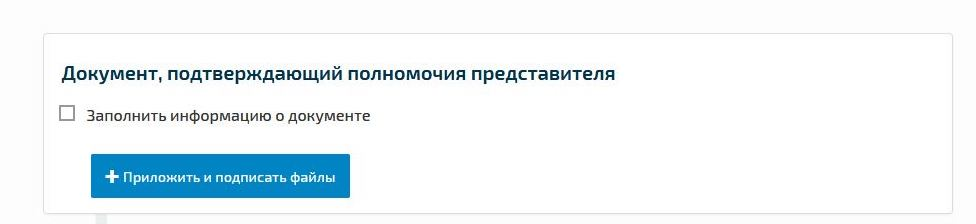 Документ, подтверждающий полномочия представителя
Заполнить информацию о документе
Приложить и подписать файлы